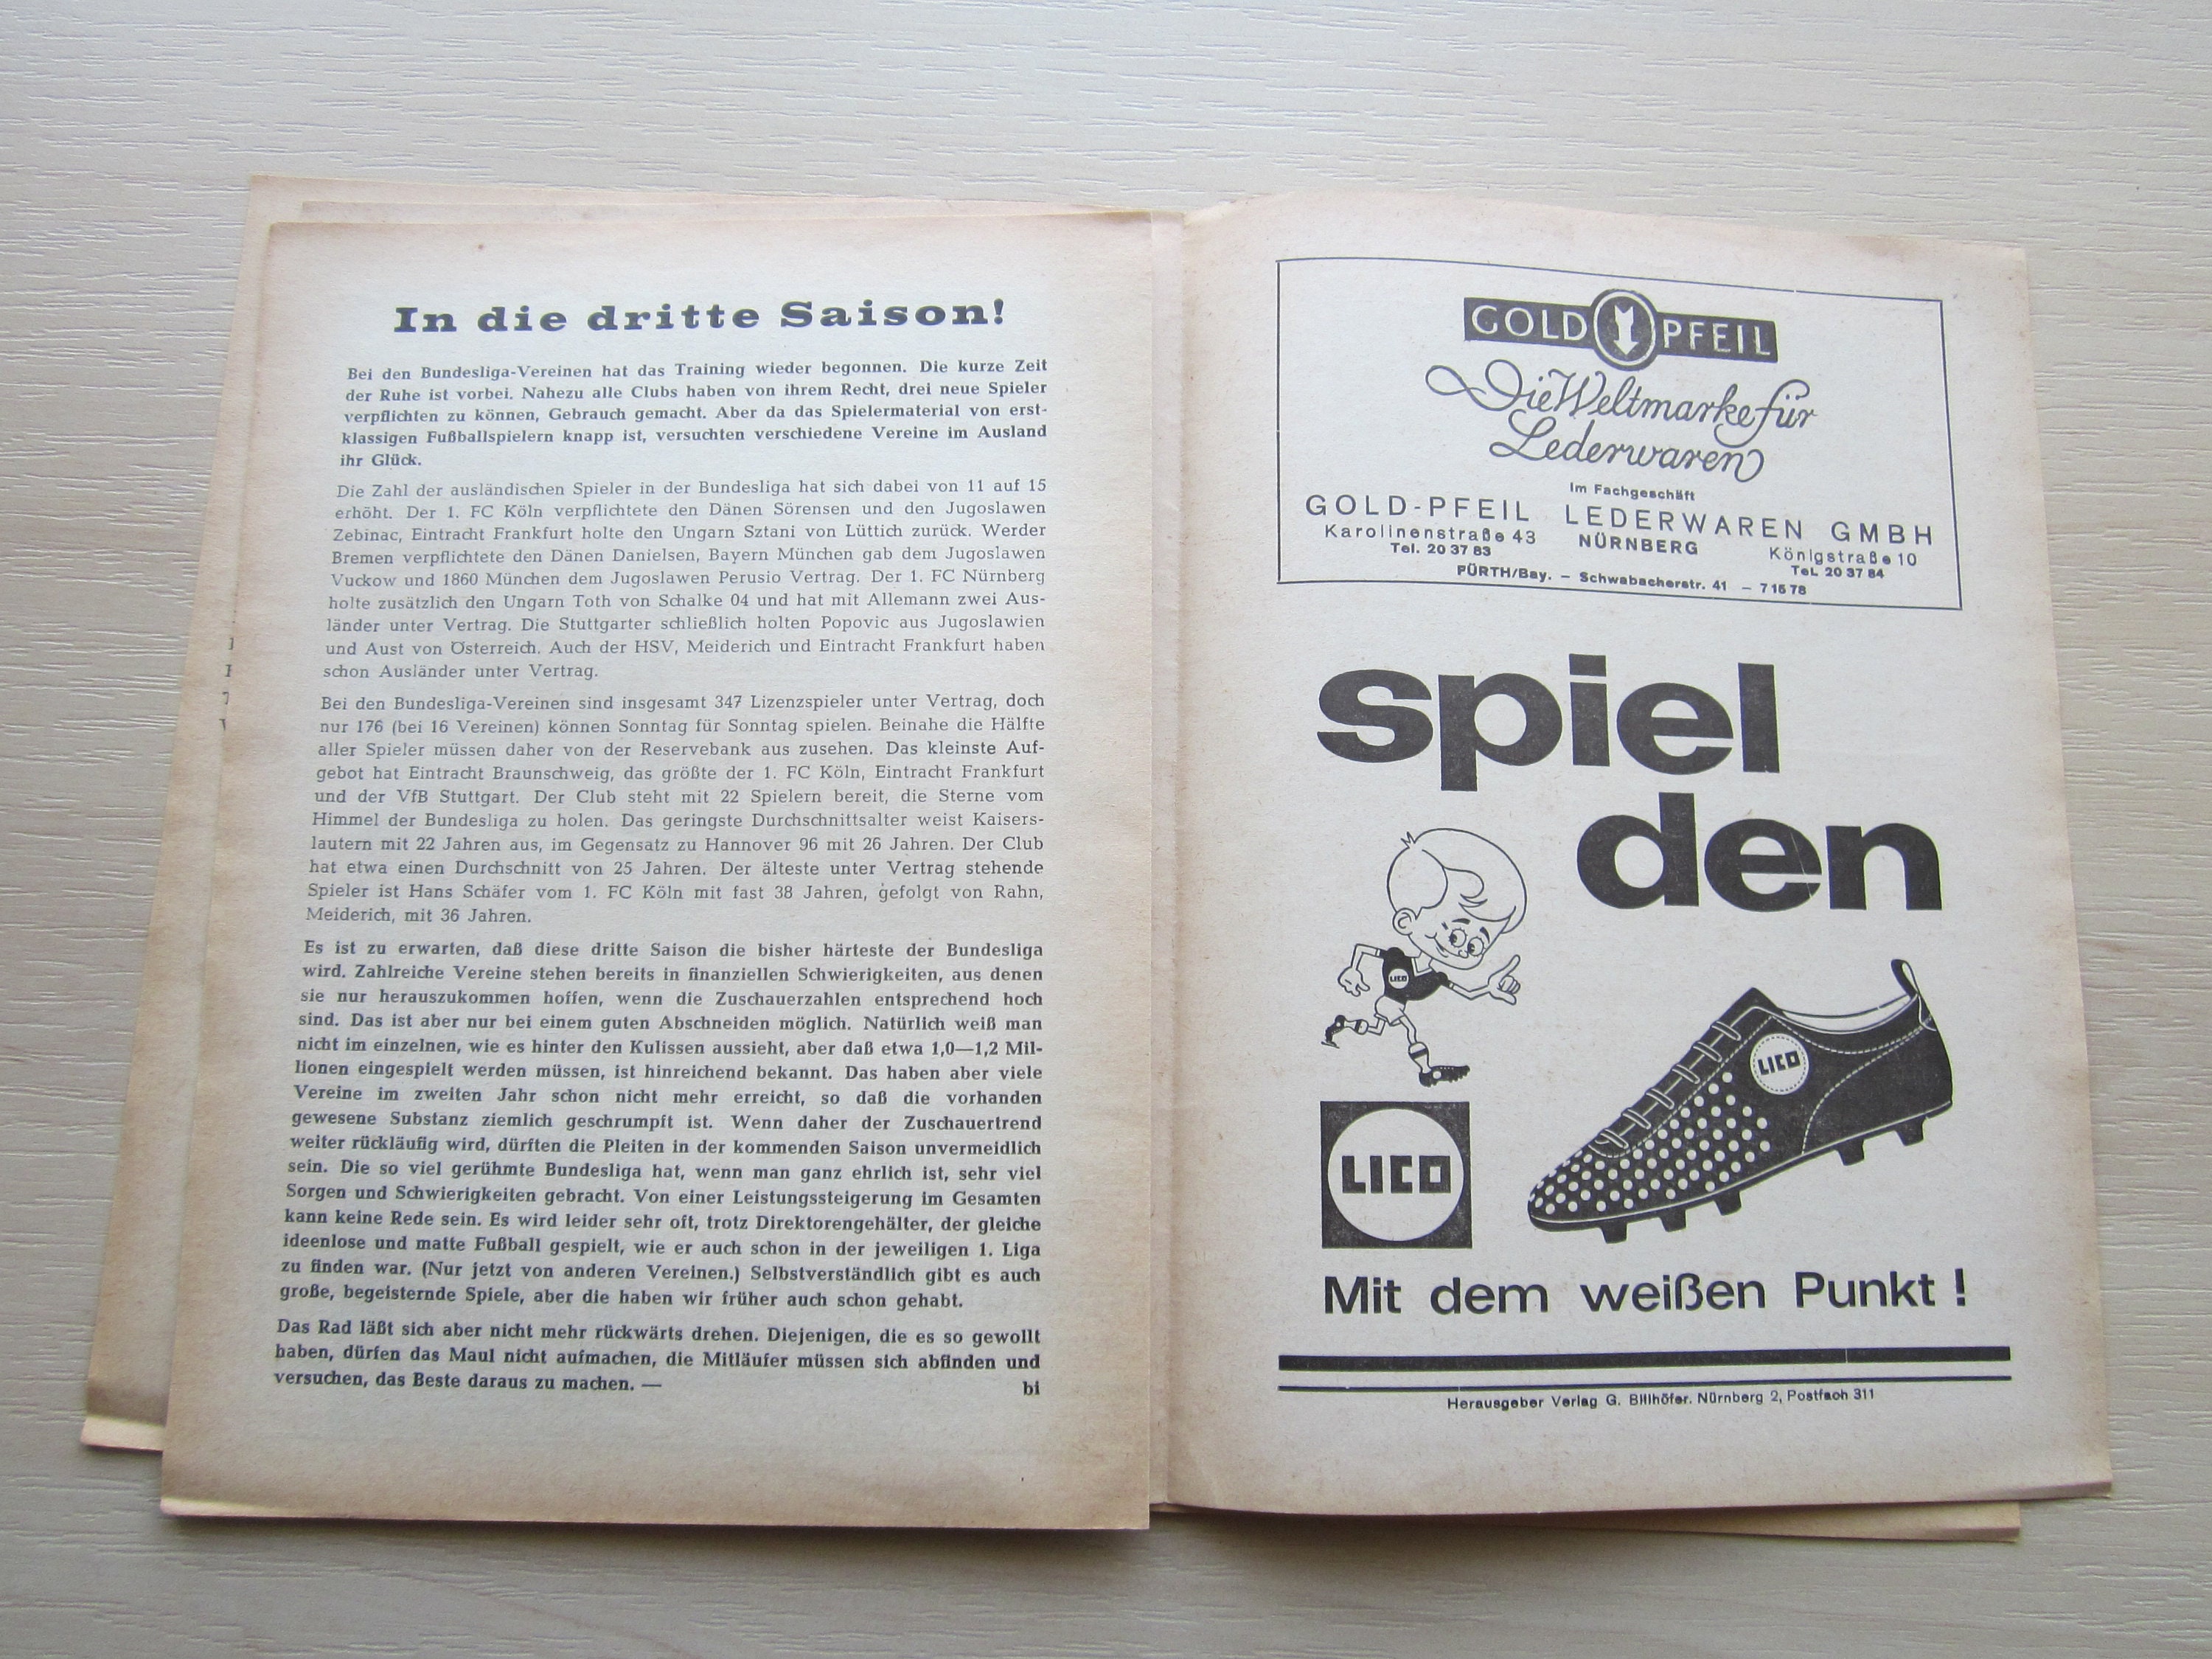 In die dritte Saison!
Bei den Bundesliga-Vereinen hat das Training wieder begonnen. Die kurze Zeit
der Ruhe ist vorbei. Nahezu alle Clubs haben von ihrem Recht, drei neue Spieler
verpflichten zu können, Gebrauch gemacht. Aber da das Spielermaterial von erst-
klassigen Fußballspielern knapp ist, versuchten verschiedene Vereine im Ausland
ihr Glück.
Die Zahl der ausländischen Spieler in der Bundesliga hat sich dabei von 11 auf 15
erhöht. Der 1. FC Köln verpflichtete den Dänen Sörensen und den Jugoslawen
Zebinac, Eintracht Frankfurt holte den Ungarn Sztani von Lüttich zurück. Werder
Bremen verpflichtete den Dänen Danielsen, Bayern München gab dem Jugoslawen
Vuckow und 1860 München dem Jugoslawen Perusio Vertrag. Der 1. FC Nürnberg
holte zusätzlich den Ungarn Toth von Schalke 04 und hat mit Allemann zwei Aus-
länder unter Vertrag. Die Stuttgarter schließlich holten Popovic aus Jugoslawien
und Aust von Österreich. Auch der HSV, Meiderich und Eintracht Frankfurt haben
schon Ausländer unter Vertrag.
Bei den Bundesliga-Vereinen sind insgesamt 347 Lizenzspieler unter Vertrag, doch
nur 176 (bei 16 Vereinen) können Sonntag für Sonntag spielen. Beinahe die Hälfte
aller Spieler müssen daher von der Reservebank aus zusehen. Das kleinste Auf-
gebot hat Eintracht Braunschweig, das größte der 1. FC Köln, Eintracht Frankfurt
und der VfB Stuttgart. Der Club steht mit 22 Spielern bereit, die Sterne vom
Himmel der Bundesliga zu holen. Das geringste Durchschnittsalter weist Kaisers-
lautern mit 22 Jahren aus, im Gegensatz zu Hannover 96 mit 26 Jahren. Der Club
hat etwa einen Durchschnitt von 25 Jahren. Der älteste unter Vertrag stehende
Spieler ist Hans Schäfer vom 1. FC Köln mit fast 38 Jahren, gefolgt von Rahn,
Meiderich, mit 36 Jahren.
Es ist zu erwarten, daß diese dritte Saison die bisher härteste der Bundesliga
wird. Zahlreiche Vereine stehen bereits in finanziellen Schwierigkeiten, aus denen
sie nur herauszukommen hoffen, wenn die Zuschauerzahlen entsprechend hoch
sind. Das ist aber nur bei einem guten Abschneiden möglich. Natürlich weiß man
nicht im einzelnen, wie es hinter den Kulissen aussieht, aber daß etwa 1,0—1,2 Mil-
lionen eingespielt werden müssen, ist hinreichend bekannt. Das haben aber viele
Vereine im zweiten Jahr schon nicht mehr erreicht, so daß die vorhanden
gewesene Substanz ziemlich geschrumpft ist. Wenn daher der Zuschauertrend
weiter rückläufig wird, dürften die Pleiten in der kommenden Saison unvermeidlich
sein. Die so viel gerühmte Bundesliga hat, wenn man ganz ehrlich ist, sehr viel
Sorgen und Schwierigkeiten gebracht. Von einer Leistungssteigerung im Gesamten
kann keine Rede sein. Es wird leider sehr oft, trotz Direktorengehälter, der gleiche
ideenlose und matte Fußball gespielt, wie er auch schon in der jeweiligen 1. Liga
zu finden war. (Nur jetzt von anderen Vereinen.) Selbstverständlich gibt es auch
große, begeisternde Spiele, aber die haben wir früher auch schon gehabt.
Das Rad läßt sich aber nicht mehr rückwärts drehen. Diejenigen, die es so gewollt
haben, dürfen das Maul nicht aufmachen, die Mitläufer müssen sich abfinden und
versuchen, das Beste daraus zu machen. — bi
GOLD PFEIL
Die Weltmarke für
Lederwaren
Im Fachgeschäft
GOLD-PFEIL LEDERWAREN GMBH
Karolinenstraße 43 NÜRNBERG Königstraße 10
Tel. 20 37 83 Tel. 20 37 84
FÜRTH/Bay. – Schwabacherstr. 41 – 7 15 78
spiel
den
LICO
LICO
LICO
Mit dem weißen Punkt !
Herausgeber Verlag G. Billhöfer. Nürnberg 2, Postfach 311